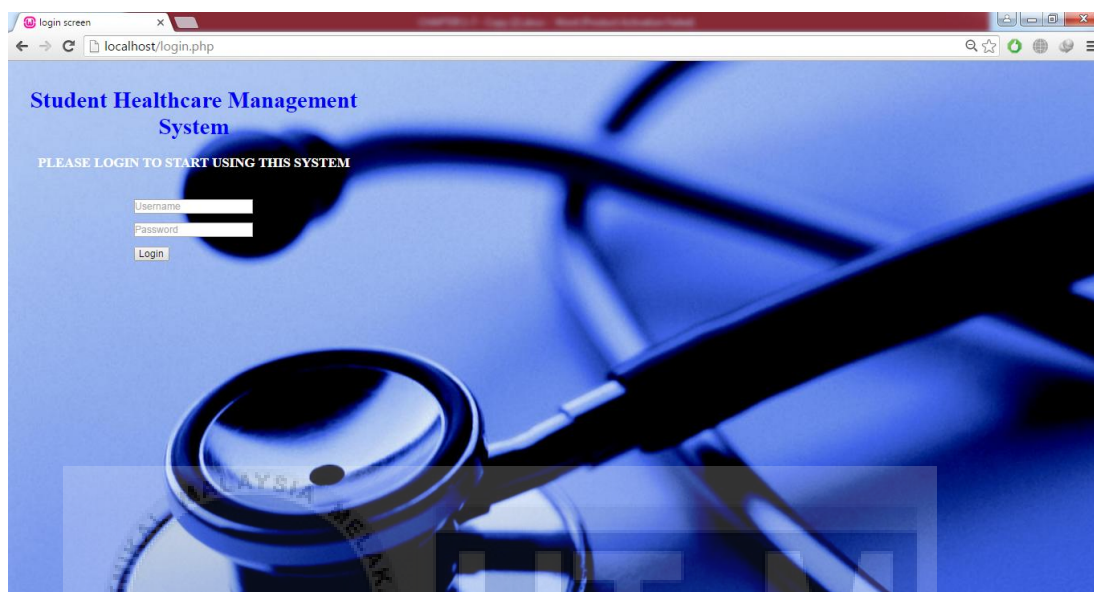 login screen
localhost/login.php
Student Healthcare Management
System
PLEASE LOGIN TO START USING THIS SYSTEM
Username
Password
Login
MALAYSIA MELAKA